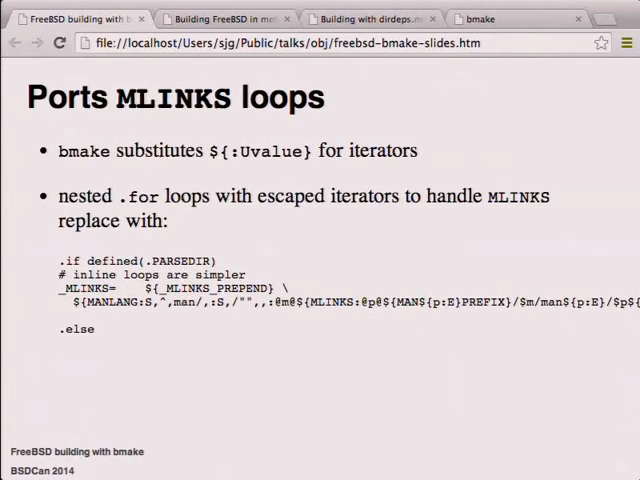 FreeBSD building with b
Building FreeBSD in met
Building with dirdeps.m
bmake
file://localhost/Users/sjg/Public/talks/obj/freebsd-bmake-slides.htm
Ports MLINKS loops
• bmake substitutes ${:Uvalue} for iterators
• nested .for loops with escaped iterators to handle MLINKS
replace with:
.if defined(.PARSEDIR)
# inline loops are simpler
_MLINKS= ${_MLINKS_PREPEND} \
${MANLANG:S,^,man/,:S,/"",,:@m@${MLINKS:@p@${MAN${p:E}PREFIX}/$m/man${p:E}/$p${
.else
FreeBSD building with bmake
BSDCan 2014